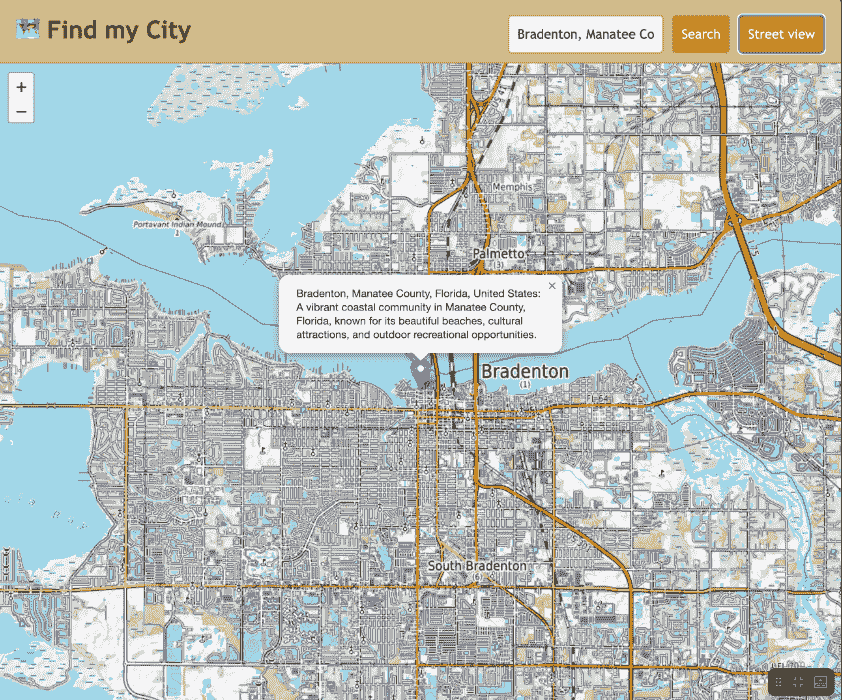 Find my City
Bradenton, Manatee Co
Search
Street view
+
−
Memphis
Portavant Indian Mound
Palmetto
(3)
×
Bradenton, Manatee County, Florida, United States:
A vibrant coastal community in Manatee County,
Florida, known for its beautiful beaches, cultural
attractions, and outdoor recreational opportunities.
Bradenton
(1)
South Bradenton